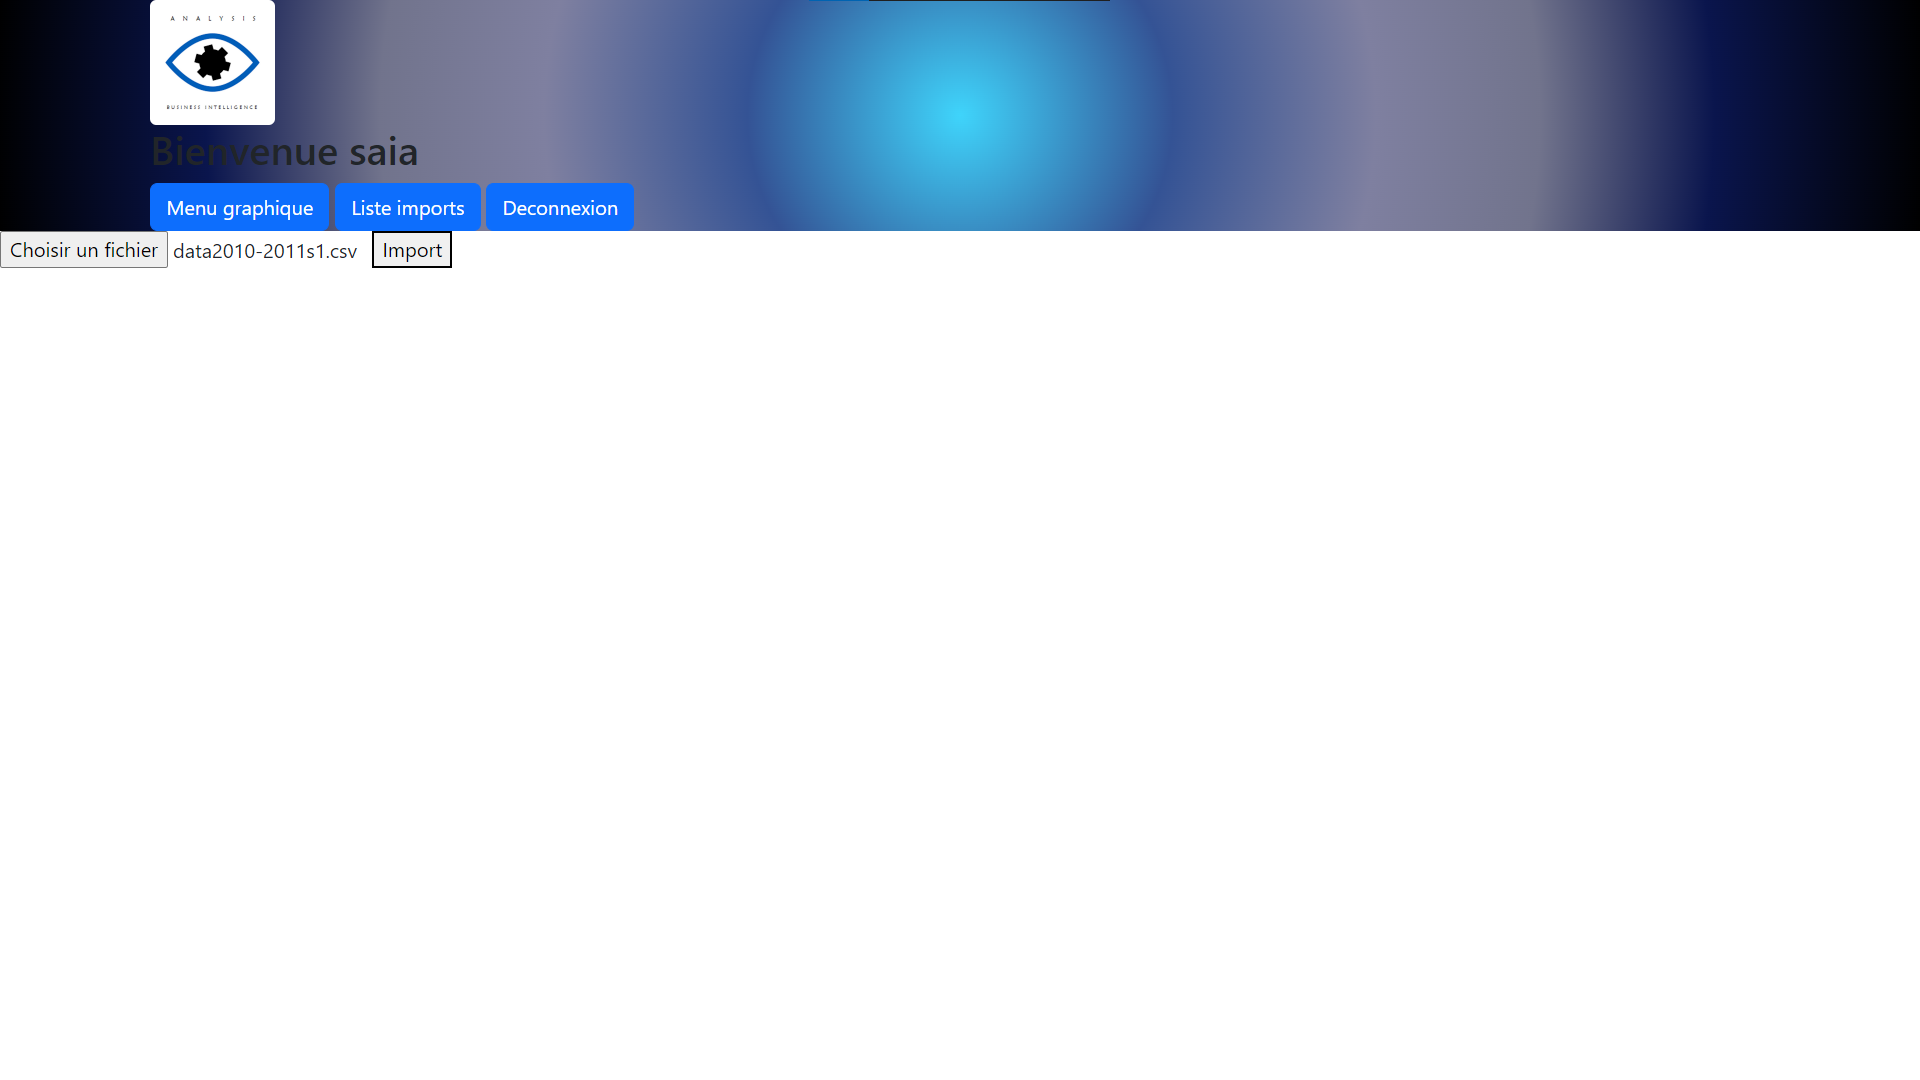 ANALYSIS
BUSINESS INTELLIGENCE
Bienvenue saia
Menu graphique Liste imports Deconnexion
Choisir un fichier data2010-2011s1.csv Import